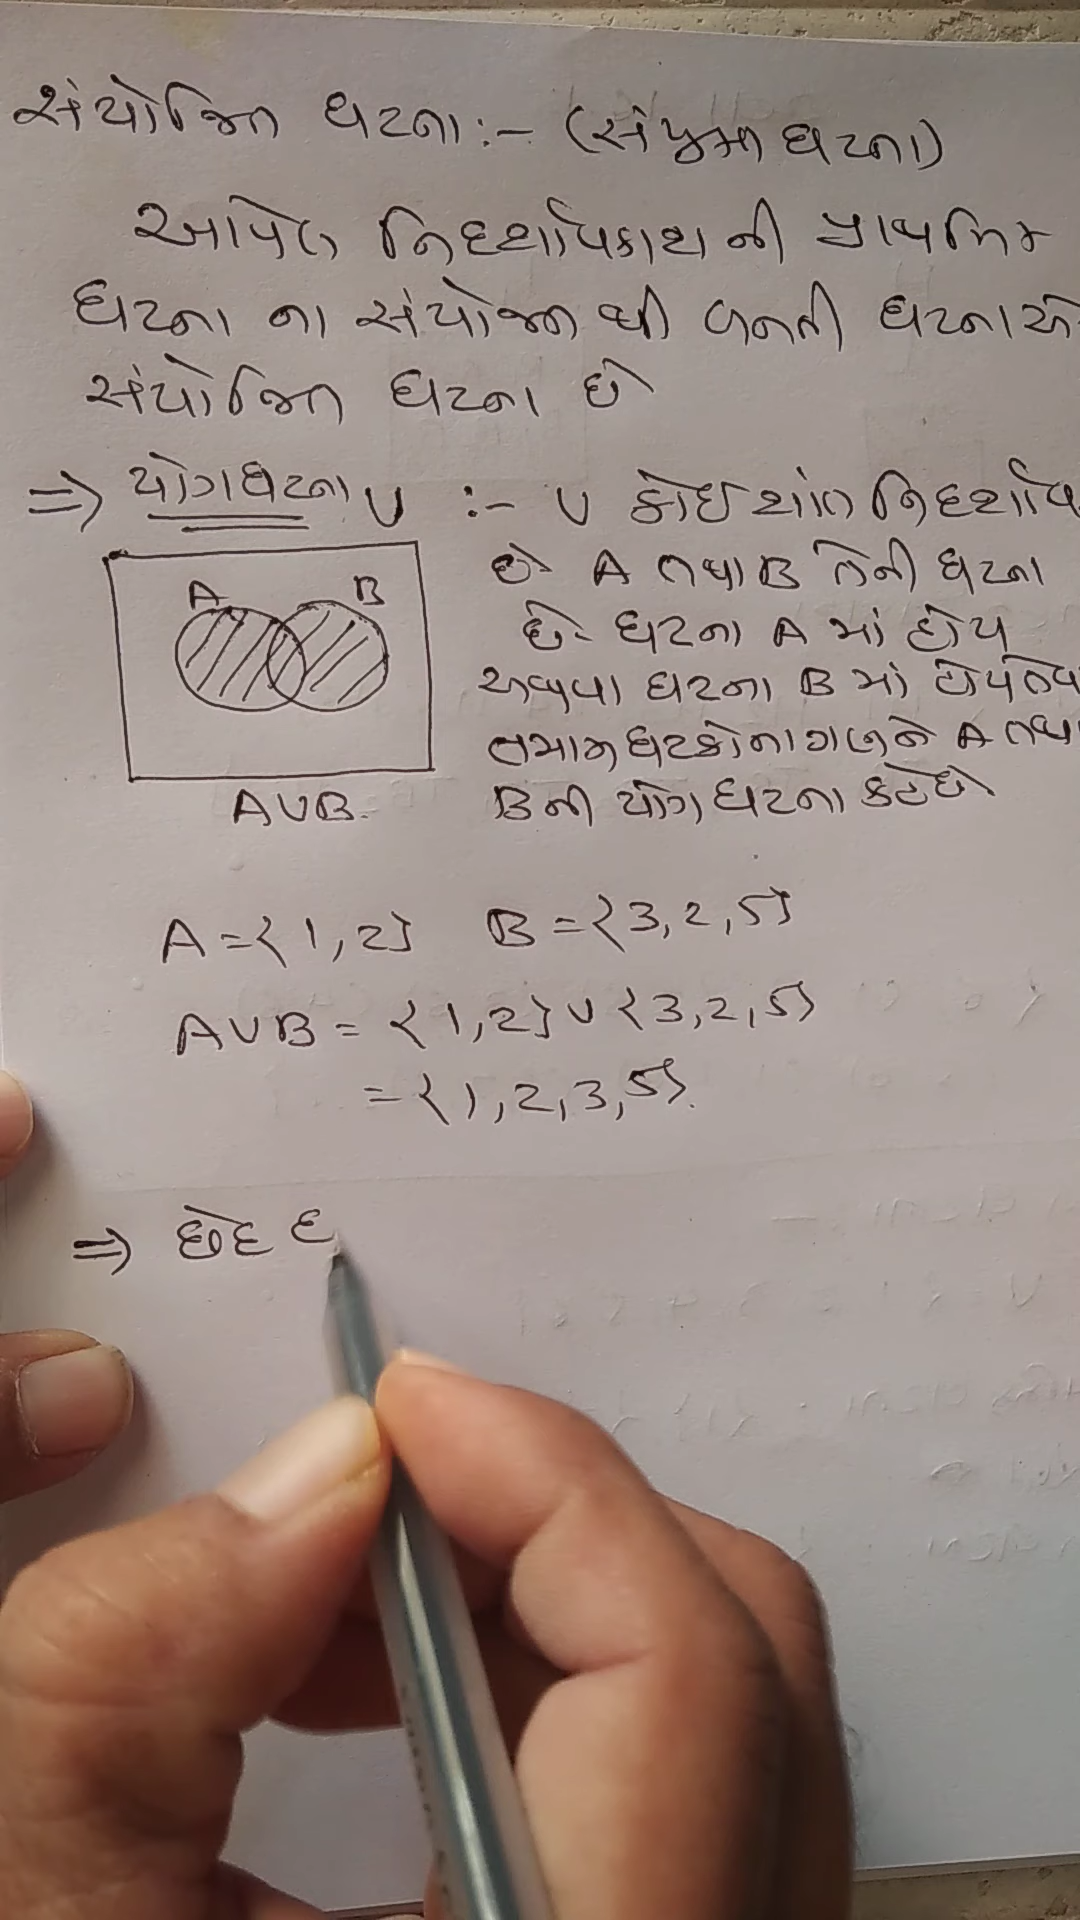 સંયોજિત ઘટના :- (સંયુક્ત ઘટના)
આપેલ નિદર્શાવકાશ ની પ્રાથમિક
ઘટના ના સંયોજન થી બનતી ઘટના એ
સંયોજિત ઘટના છે
⇒ યોગઘટના U :- U કોઈ શાંત નિદર્શાવ
A
B
છે A તથા B તેની ઘટના
છે ઘટના A માં હોય
અથવા ઘટના B માં હોય તેવ
તમામ ઘટકોના ગણને A તથા
B ની યોગ ઘટના કહે છે
AUB.
A = {1, 2} B = {3, 2, 5}
AUB = {1, 2} U {3, 2, 5}
= {1, 2, 3, 5}.
⇒ છેદ